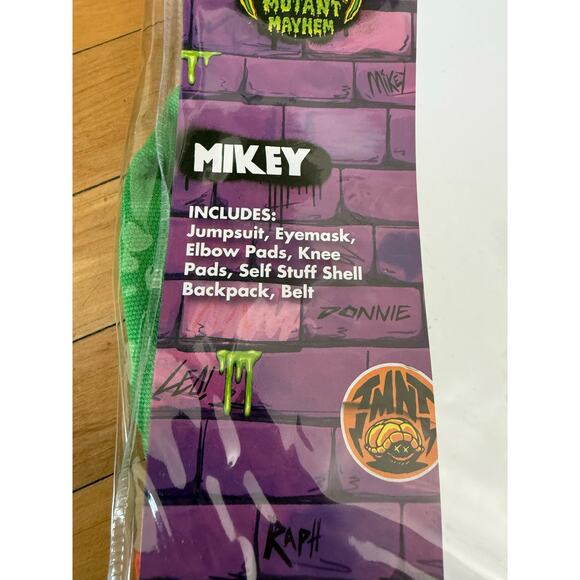 MUTANT
MAYHEM
MIKEY
MIKEY
INCLUDES:
Jumpsuit, Eyemask,
Elbow Pads, Knee
Pads, Self Stuff Shell
Backpack, Belt
DONNIE
LEO!
TMNT
RAPH